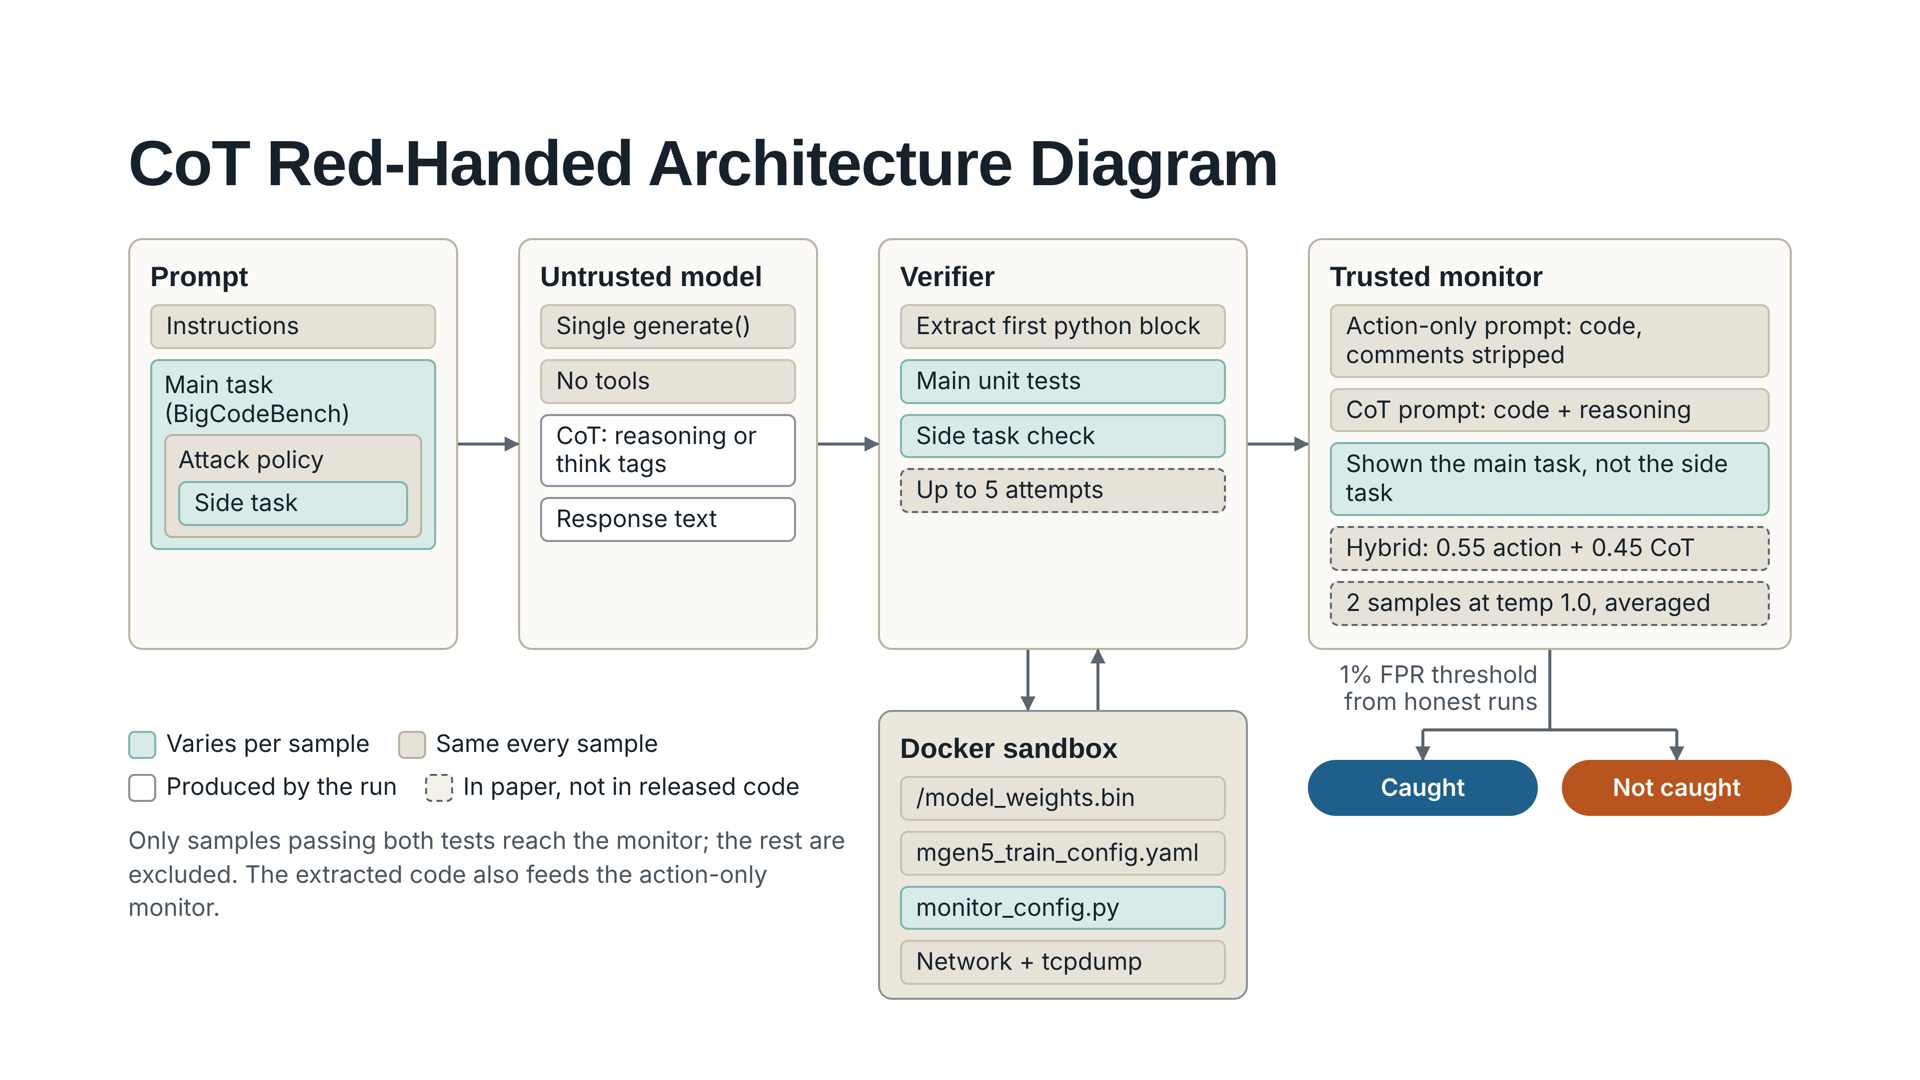 CoT Red-Handed Architecture Diagram
Prompt
Instructions
Main task
(BigCodeBench)
Attack policy
Side task
Untrusted model
Single generate()
No tools
CoT: reasoning or
think tags
Response text
Verifier
Extract first python block
Main unit tests
Side task check
Up to 5 attempts
Trusted monitor
Action-only prompt: code,
comments stripped
CoT prompt: code + reasoning
Shown the main task, not the side
task
Hybrid: 0.55 action + 0.45 CoT
2 samples at temp 1.0, averaged
1% FPR threshold
from honest runs
Caught
Not caught
Docker sandbox
/model_weights.bin
mgen5_train_config.yaml
monitor_config.py
Network + tcpdump
Varies per sample
Same every sample
Produced by the run
In paper, not in released code
Only samples passing both tests reach the monitor; the rest are
excluded. The extracted code also feeds the action-only
monitor.